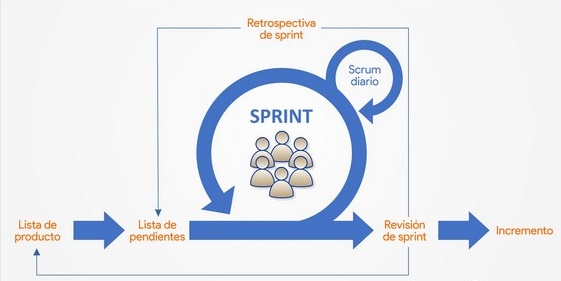 Retrospectiva
de sprint
Scrum
diario
SPRINT
Lista de
producto
Lista de
pendientes
Revisión
de sprint
Incremento